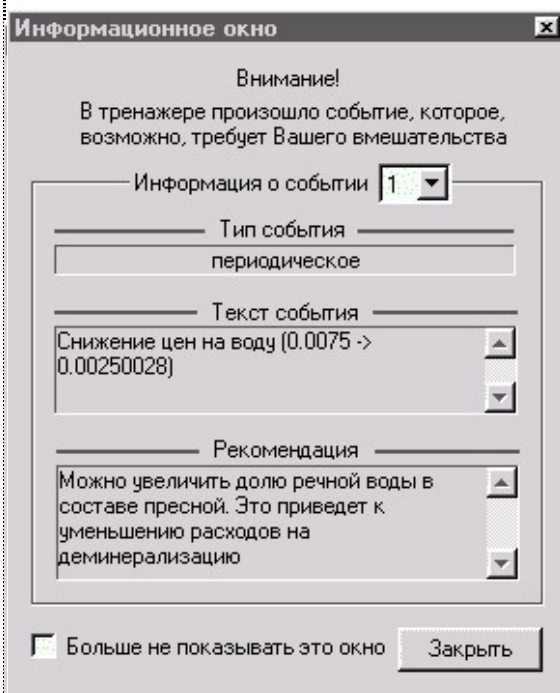 Информационное окно
Внимание!
В тренажере произошло событие, которое,
возможно, требует Вашего вмешательства
Информация о событии 1
Тип события
периодическое
Текст события
Снижение цен на воду (0.0075 ->
0.00250028)
Рекомендация
Можно увеличить долю речной воды в
составе пресной. Это приведет к
уменьшению расходов на
деминерализацию
Больше не показывать это окно
Закрыть